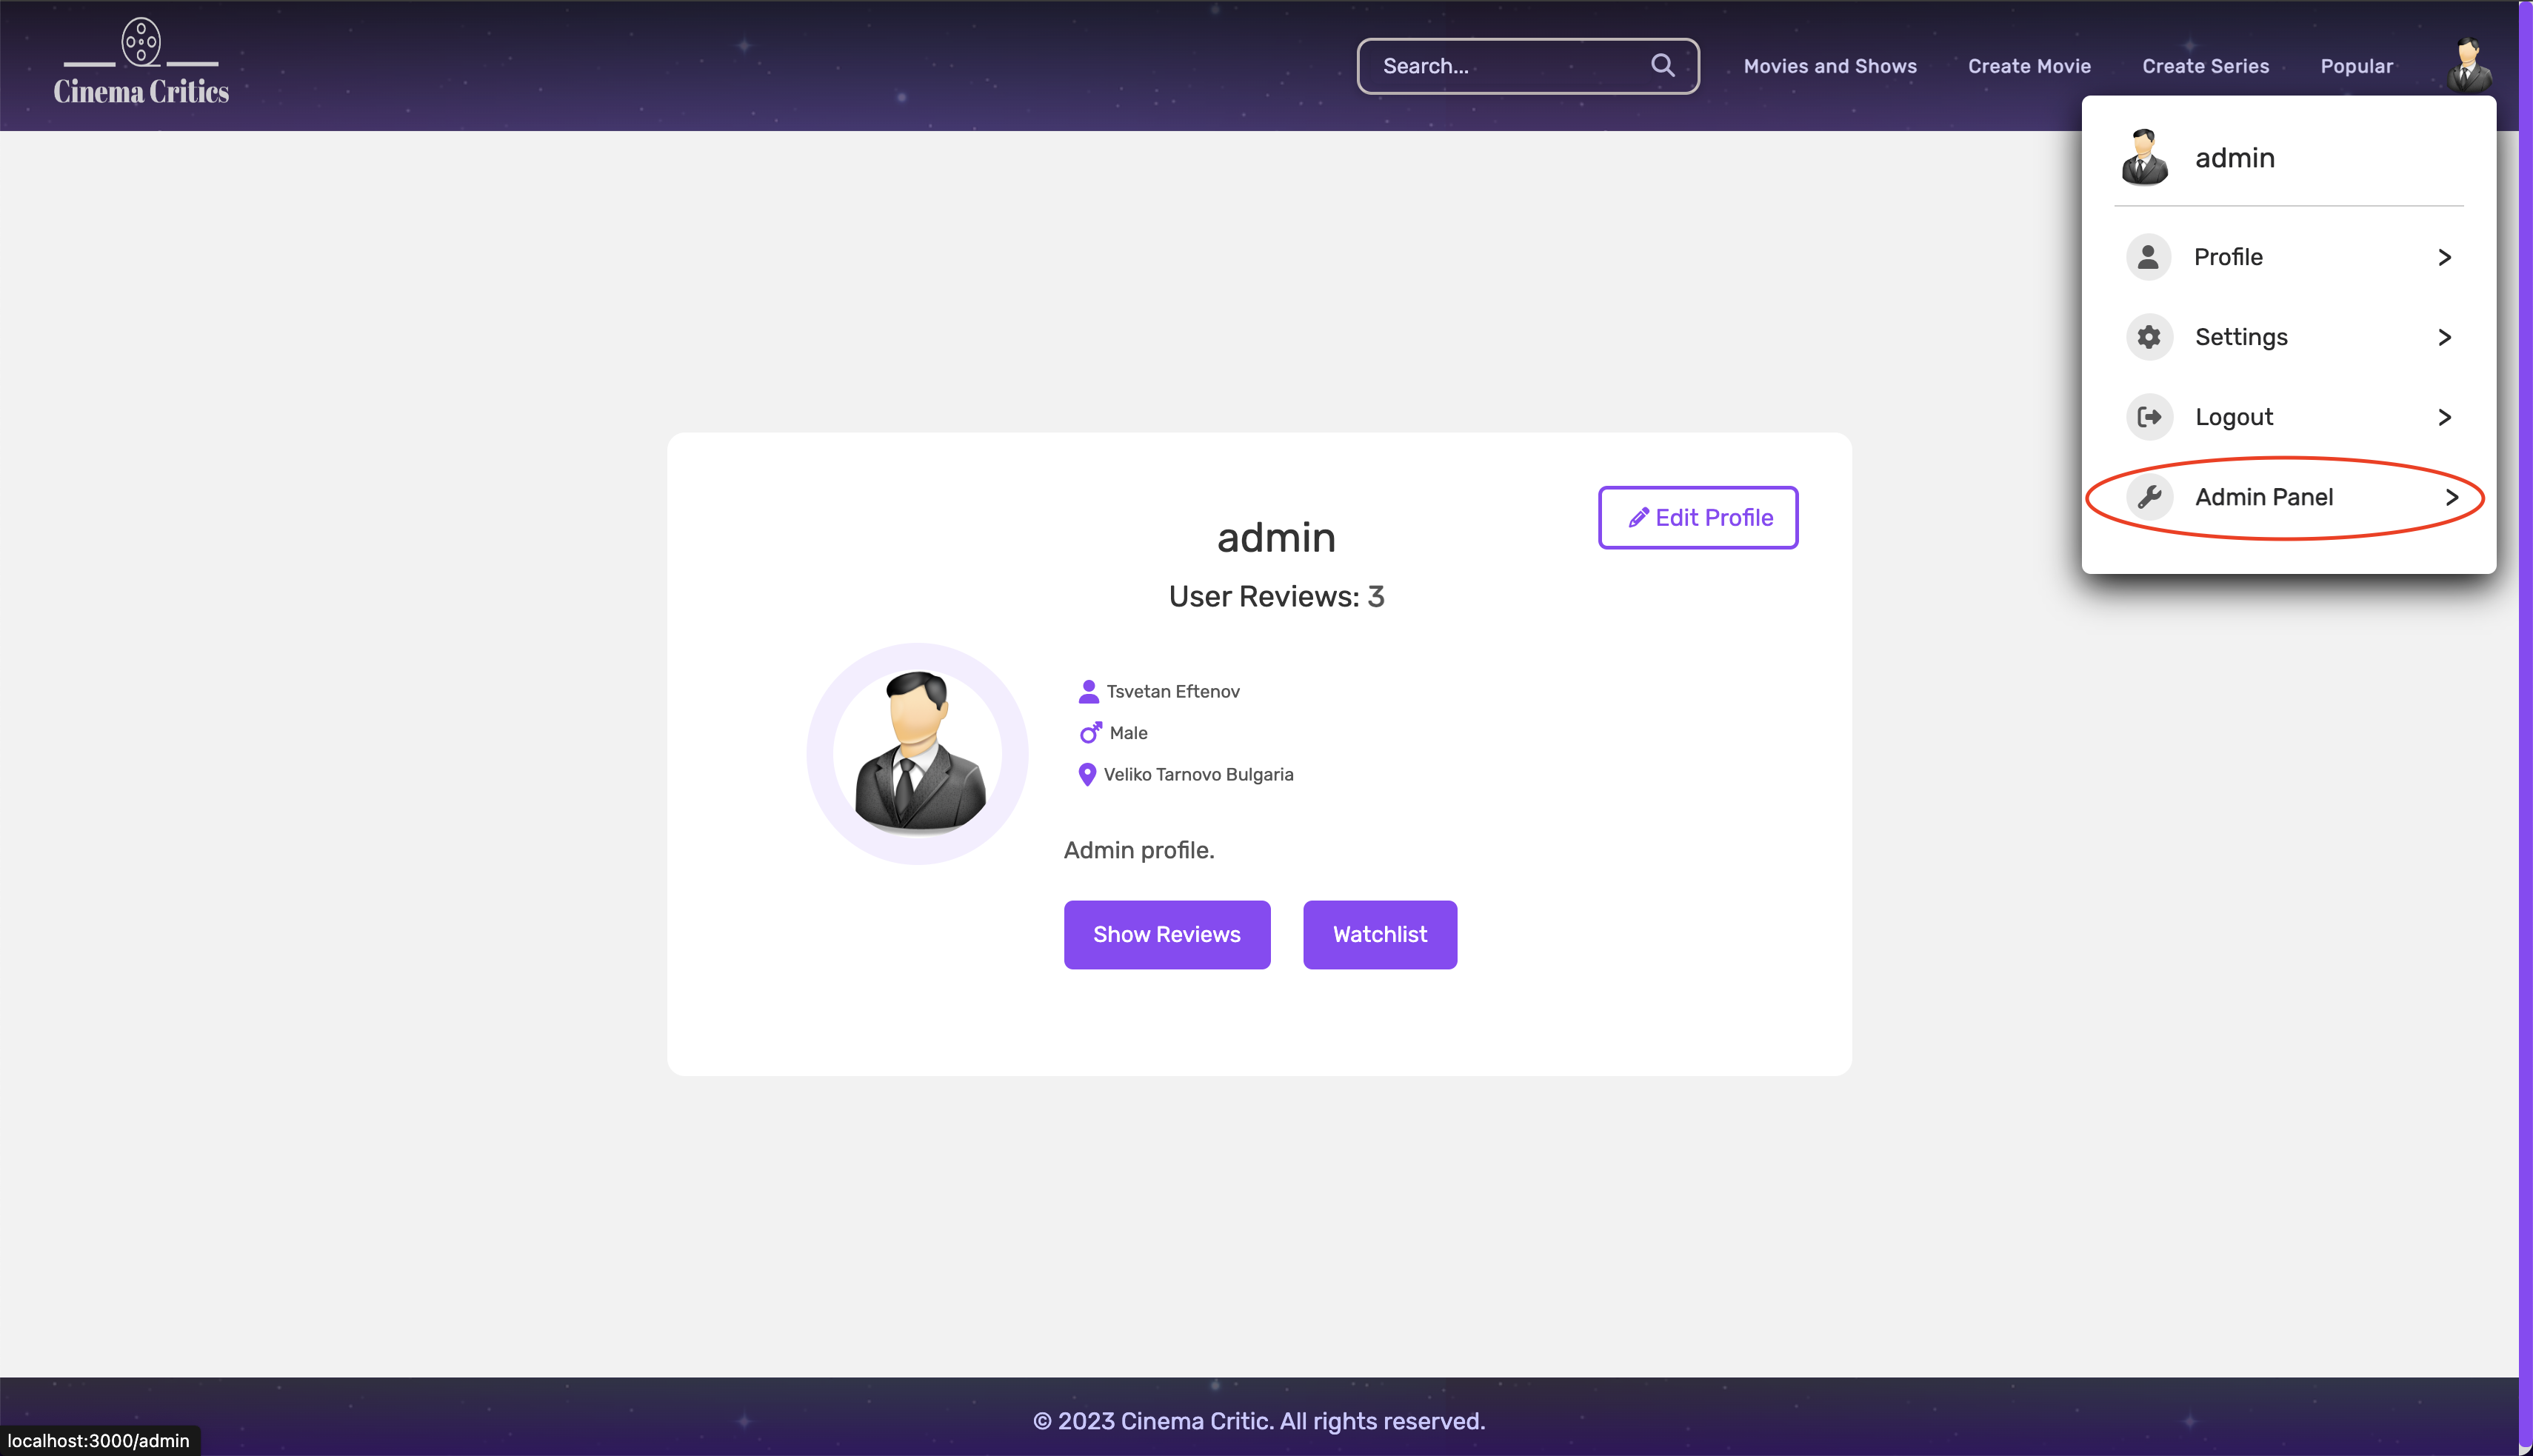 Cinema Critics
Search...
Movies and Shows
Create Movie
Create Series
Popular
admin
Profile
Settings
Logout
Admin Panel
Edit Profile
admin
User Reviews: 3
Tsvetan Eftenov
Male
Veliko Tarnovo Bulgaria
Admin profile.
Show Reviews
Watchlist
© 2023 Cinema Critic. All rights reserved.
localhost:3000/admin